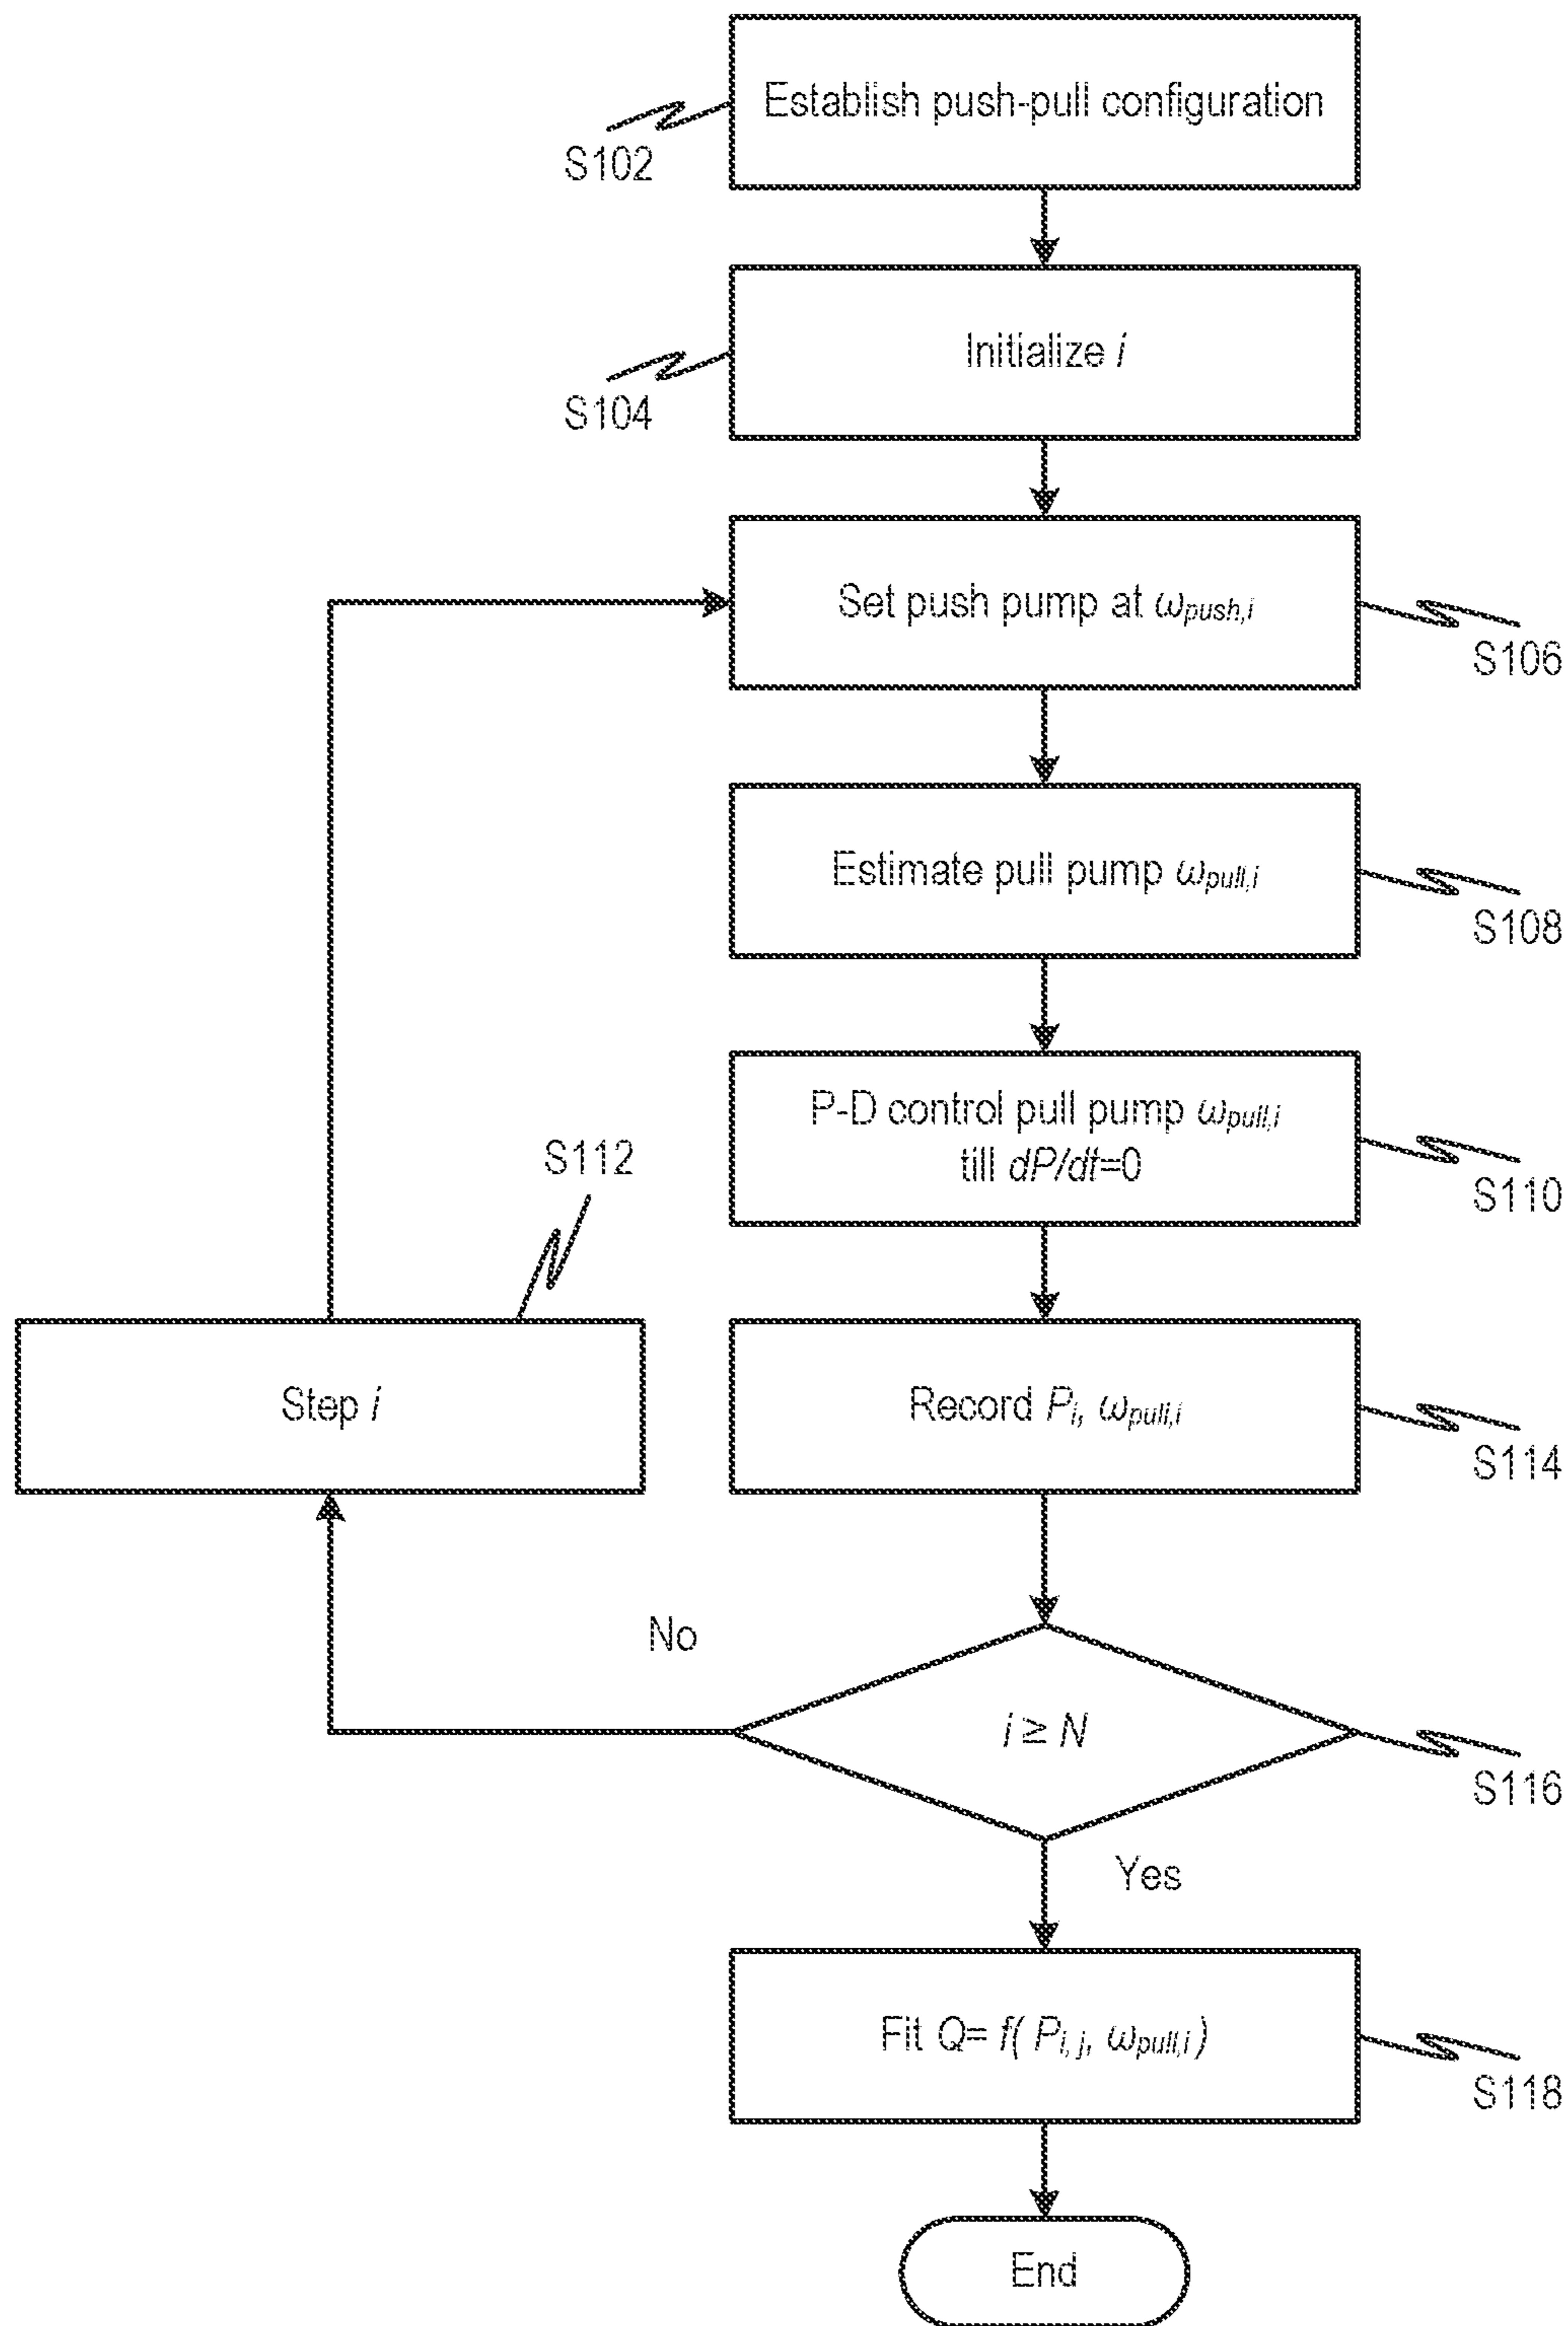 Establish push-pull configuration
S102
Initialize i
S104
Set push pump at ωpush,i
S106
Estimate pull pump ωpull,i
S108
P-D control pull pump ωpull,i
till dP/dt=0
S110
S112
Step i
Record Pi, ωpull,i
S114
No
i ≥ N
S116
Yes
Fit Q= f( Pi, j, ωpull,i )
S118
End